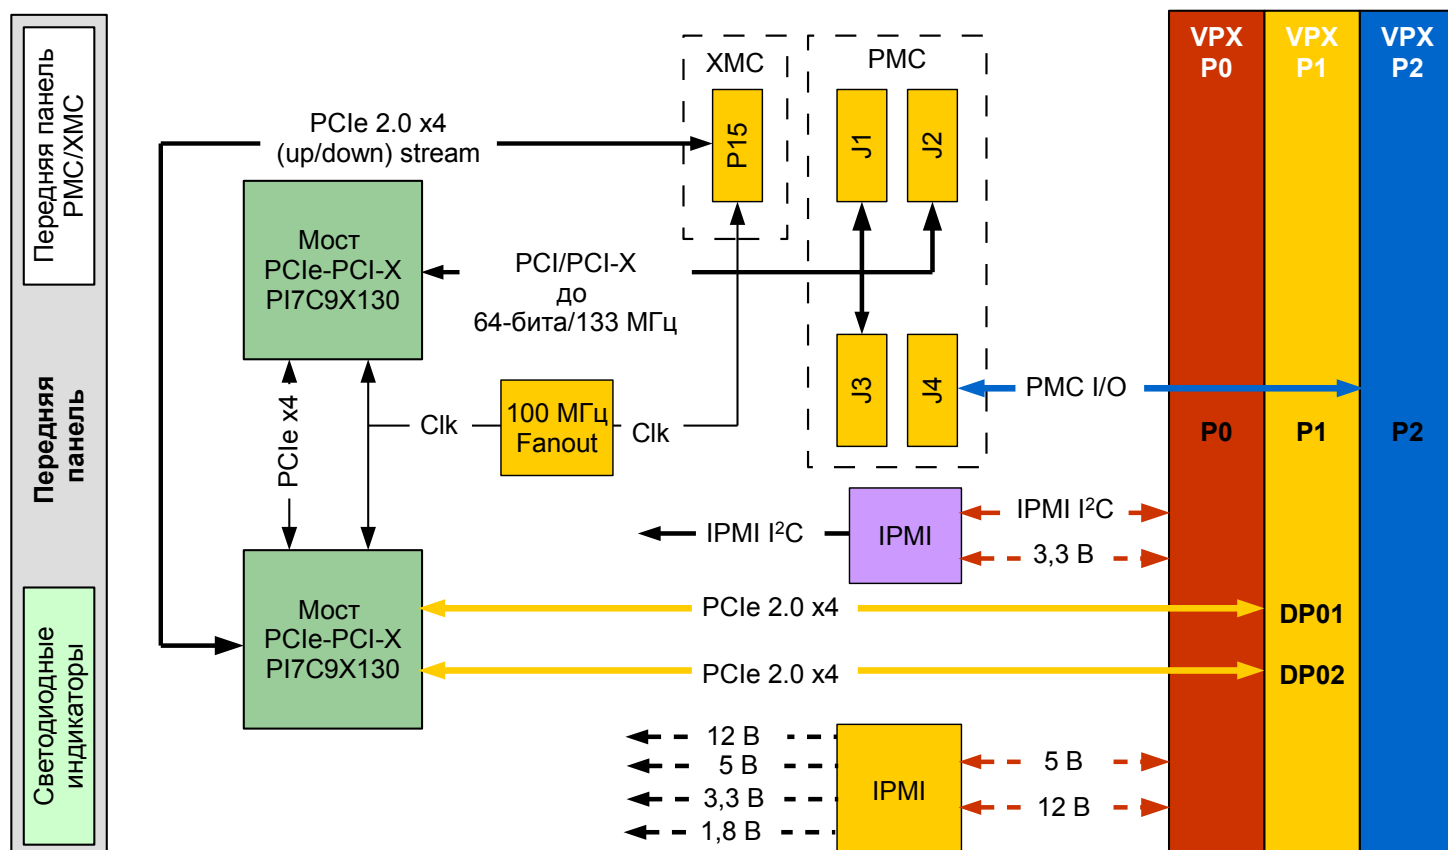 Передняя панель
PMC/XMC
Передняя
панель
Светодиодные
индикаторы
PCIe 2.0 x4
(up/down) stream
Мост
PCIe-PCI-X
PI7C9X130
PCIe x4
Мост
PCIe-PCI-X
PI7C9X130
PCI/PCI-X
до
64-бита/133 МГц
Clk
100 МГц
Fanout
Clk
XMC
P15
PMC
J1
J2
J3
J4
PMC I/O
IPMI I²C
IPMI
IPMI I²C
3,3 В
PCIe 2.0 x4
PCIe 2.0 x4
12 В
5 В
3,3 В
1,8 В
IPMI
5 В
12 В
VPX
P0
VPX
P1
VPX
P2
P0
P1
P2
DP01
DP02